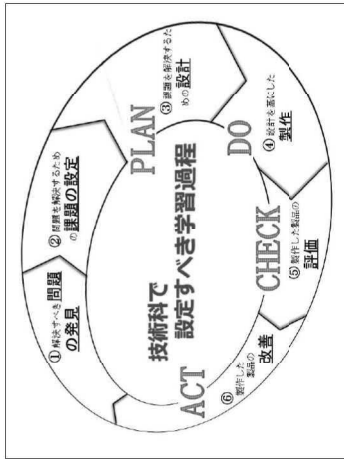 技術科で
設定すべき学習過程
① 解決すべき問題
の発見
② 問題を解決するため
の課題の設定
PLAN
③ 課題を解決するた
めの設計
DO
④ 設計を基にした
製作
CHECK
⑤ 製作した製品の
評価
ACT
⑥ 製作した
製品の
改善